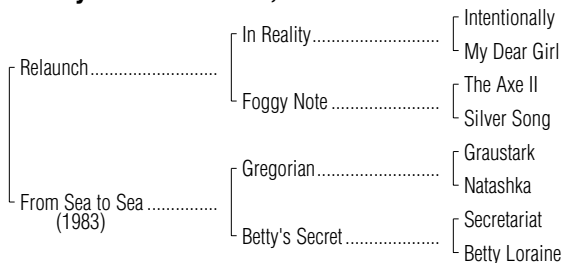 Intentionally
In Reality
My Dear Girl
Relaunch
The Axe II
Foggy Note
Silver Song
Graustark
Gregorian
Natashka
From Sea to Sea
(1983)
Secretariat
Betty's Secret
Betty Loraine